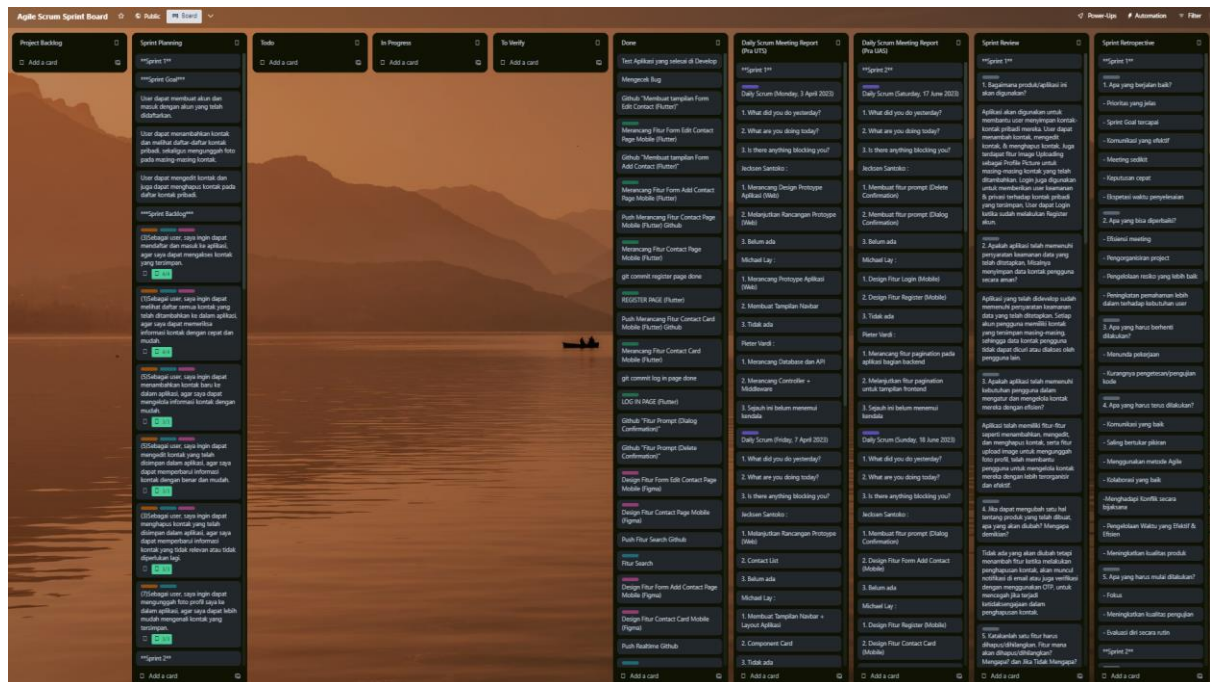 Agile Scrum Sprint Board
Public
Board
Power-Ups
Automation
Filter
Project Backlog
Add a card
Sprint Planning
**Sprint 1**
***Sprint Goal***
User dapat membuat akun dan
masuk dengan akun yang telah
didaftarkan.
User dapat menambahkan kontak
dan melihat daftar-daftar kontak
pribadi, sekaligus mengunggah foto
pada masing-masing kontak.
User dapat mengedit kontak dan
juga dapat menghapus kontak pada
daftar kontak pribadi.
***Sprint Backlog***
(3)Sebagai user, saya ingin dapat
mendaftar dan masuk ke aplikasi,
agar saya dapat mengakses kontak
yang tersimpan.
(1)Sebagai user, saya ingin dapat
melihat daftar semua kontak yang
telah ditambahkan ke dalam aplikasi,
agar saya dapat memeriksa
informasi kontak dengan cepat dan
mudah.
(5)Sebagai user, saya ingin dapat
menambahkan kontak baru ke
dalam aplikasi, agar saya dapat
mengelola informasi kontak dengan
mudah.
(5)Sebagai user, saya ingin dapat
mengedit kontak yang telah
disimpan dalam aplikasi, agar saya
dapat memperbarui informasi
kontak dengan benar dan mudah.
(3)Sebagai user, saya ingin dapat
menghapus kontak yang telah
disimpan dalam aplikasi, agar saya
dapat memperbarui informasi
kontak yang tidak relevan atau tidak
diperlukan lagi.
(7)Sebagai user, saya ingin dapat
mengunggah foto profil saya ke
dalam aplikasi, agar saya dapat lebih
mudah mengenali kontak yang
tersimpan.
**Sprint 2**
Add a card
Todo
Add a card
In Progress
Add a card
To Verify
Add a card
Done
Test Aplikasi yang selesai di Develop
Mengecek Bug
Github "Membuat tampilan Form
Edit Contact (Flutter)"
Merancang Fitur Form Edit Contact
Page Mobile (Flutter)
Github "Membuat tampilan Form
Add Contact (Flutter)"
Merancang Fitur Form Add Contact
Page Mobile (Flutter)
Push Merancang Fitur Contact Page
Mobile (Flutter) Github
Merancang Fitur Contact Page
Mobile (Flutter)
git commit register page done
REGISTER PAGE (Flutter)
Push Merancang Fitur Contact Card
Mobile (Flutter) Github
Merancang Fitur Contact Card
Mobile (Flutter)
git commit log in page done
LOG IN PAGE (Flutter)
Github "Fitur Prompt (Dialog
Confirmation)"
Github "Fitur Prompt (Delete
Confirmation)"
Design Fitur Form Edit Contact Page
Mobile (Figma)
Design Fitur Contact Page Mobile
(Figma)
Push Fitur Search Github
Fitur Search
Design Fitur Form Add Contact Page
Mobile (Figma)
Design Fitur Contact Card Mobile
(Figma)
Push Realtime Github
Add a card
Daily Scrum Meeting Report
(Pra UTS)
**Sprint 1**
Daily Scrum (Monday, 3 April 2023)
1. What did you do yesterday?
2. What are you doing today?
3. Is there anything blocking you?
Jecksen Santoko :
1. Merancang Design Protoype
Aplikasi (Web)
2. Melanjutkan Rancangan Protoype
(Web)
3. Belum ada
Michael Lay :
1. Merancang Protoype Aplikasi
(Web)
2. Membuat Tampilan Navbar
3. Tidak ada
Pieter Vardi :
1. Merancang Database dan API
2. Merancang Controller +
Middleware
3. Sejauh ini belum menemui
kendala
Daily Scrum (Friday, 7 April 2023)
1. What did you do yesterday?
2. What are you doing today?
3. Is there anything blocking you?
Jecksen Santoko :
1. Melanjutkan Rancangan Protoype
(Web)
2. Contact List
3. Belum ada
Michael Lay :
1. Membuat Tampilan Navbar +
Layout Aplikasi
2. Component Card
3. Tidak ada
Add a card
Daily Scrum Meeting Report
(Pra UAS)
**Sprint 2**
Daily Scrum (Saturday, 17 June 2023)
1. What did you do yesterday?
2. What are you doing today?
3. Is there anything blocking you?
Jecksen Santoko :
1. Membuat fitur prompt (Delete
Confirmation)
2. Membuat fitur prompt (Dialog
Confirmation)
3. Belum ada
Michael Lay :
1. Design Fitur Login (Mobile)
2. Design Fitur Register (Mobile)
3. Tidak ada
Pieter Vardi :
1. Merancang fitur pagination pada
aplikasi bagian backend
2. Melanjutkan fitur pagination
untuk tampilan frontend
3. Sejauh ini belum menemui
kendala
Daily Scrum (Sunday, 18 June 2023)
1. What did you do yesterday?
2. What are you doing today?
3. Is there anything blocking you?
Jecksen Santoko :
1. Membuat fitur prompt (Dialog
Confirmation)
2. Design Fitur Form Add Contact
(Mobile)
3. Belum ada
Michael Lay :
1. Design Fitur Register (Mobile)
2. Design Fitur Contact Card
(Mobile)
Add a card
Sprint Review
**Sprint 1**
1. Bagaimana produk/aplikasi ini
akan digunakan?
Aplikasi akan digunakan untuk
membantu user menyimpan kontak-
kontak pribadi mereka. User dapat
menambah kontak, mengedit
kontak, & menghapus kontak. Juga
terdapat fitur Image Uploading
sebagai Profile Picture untuk
masing-masing kontak yang telah
ditambahkan. Login juga digunakan
untuk memberikan user keamanan
& privasi terhadap kontak pribadi
yang tersimpan, User dapat Login
ketika sudah melakukan Register
akun.
2. Apakah aplikasi telah memenuhi
persyaratan keamanan data yang
telah ditetapkan, Misalnya
menyimpan data kontak pengguna
secara aman?
Aplikasi yang telah didevelop sudah
memenuhi persyaratan keamanan
data yang telah ditetapkan. Setiap
akun pengguna memiliki kontak
yang tersimpan masing-masing,
sehingga data kontak pengguna
tidak dapat dicuri atau diakses oleh
pengguna lain.
3. Apakah aplikasi telah memenuhi
kebutuhan pengguna dalam
mengatur dan mengelola kontak
mereka dengan efisien?
Aplikasi telah memiliki fitur-fitur
seperti menambahkan, mengedit,
dan menghapus kontak, serta fitur
upload image untuk mengunggah
foto profil, telah membantu
pengguna untuk mengelola kontak
mereka dengan lebih terorganisir
dan efektif.
4. Jika dapat mengubah satu hal
tentang produk yang telah dibuat,
apa yang akan diubah? Mengapa
demikian?
Tidak ada yang akan diubah tetapi
menambah fitur ketika melakukan
penghapusan kontak, akan muncul
notifikasi di email atau juga verifikasi
dengan menggunakan OTP, untuk
mencegah jika terjadi
ketidaksengajaan dalam
penghapusan kontak.
5. Katakanlah satu fitur harus
dihapus/dihilangkan? Fitur mana
akan dihapus/dihilangkan?
Mengapa? dan Jika Tidak Mengapa?
Add a card
Sprint Retrospective
**Sprint 1**
1. Apa yang berjalan baik?
- Prioritas yang jelas
- Sprint Goal tercapai
- Komunikasi yang efektif
- Meeting sedikit
- Keputusan cepat
- Ekspetasi waktu penyelesaian
2. Apa yang bisa diperbaiki?
- Efisiensi meeting
- Pengorganisiran project
- Pengelolaan resiko yang lebih baik
- Peningkatan pemahaman lebih
dalam terhadap kebutuhan user
3. Apa yang harus berhenti
dilakukan?
- Menunda pekerjaan
- Kurangnya pengetesan/pengujian
kode
4. Apa yang harus terus dilakukan?
- Komunikasi yang baik
- Saling bertukar pikiran
- Menggunakan metode Agile
- Kolaborasi yang baik
-Menghadapi Konflik secara
bijaksana
- Pengelolaan Waktu yang Efektif &
Efisien
- Meningkatkan kualitas produk
5. Apa yang harus mulai dilakukan?
- Fokus
- Meningkatkan kualitas pengujian
- Evaluasi diri secara rutin
**Sprint 2**
Add a card